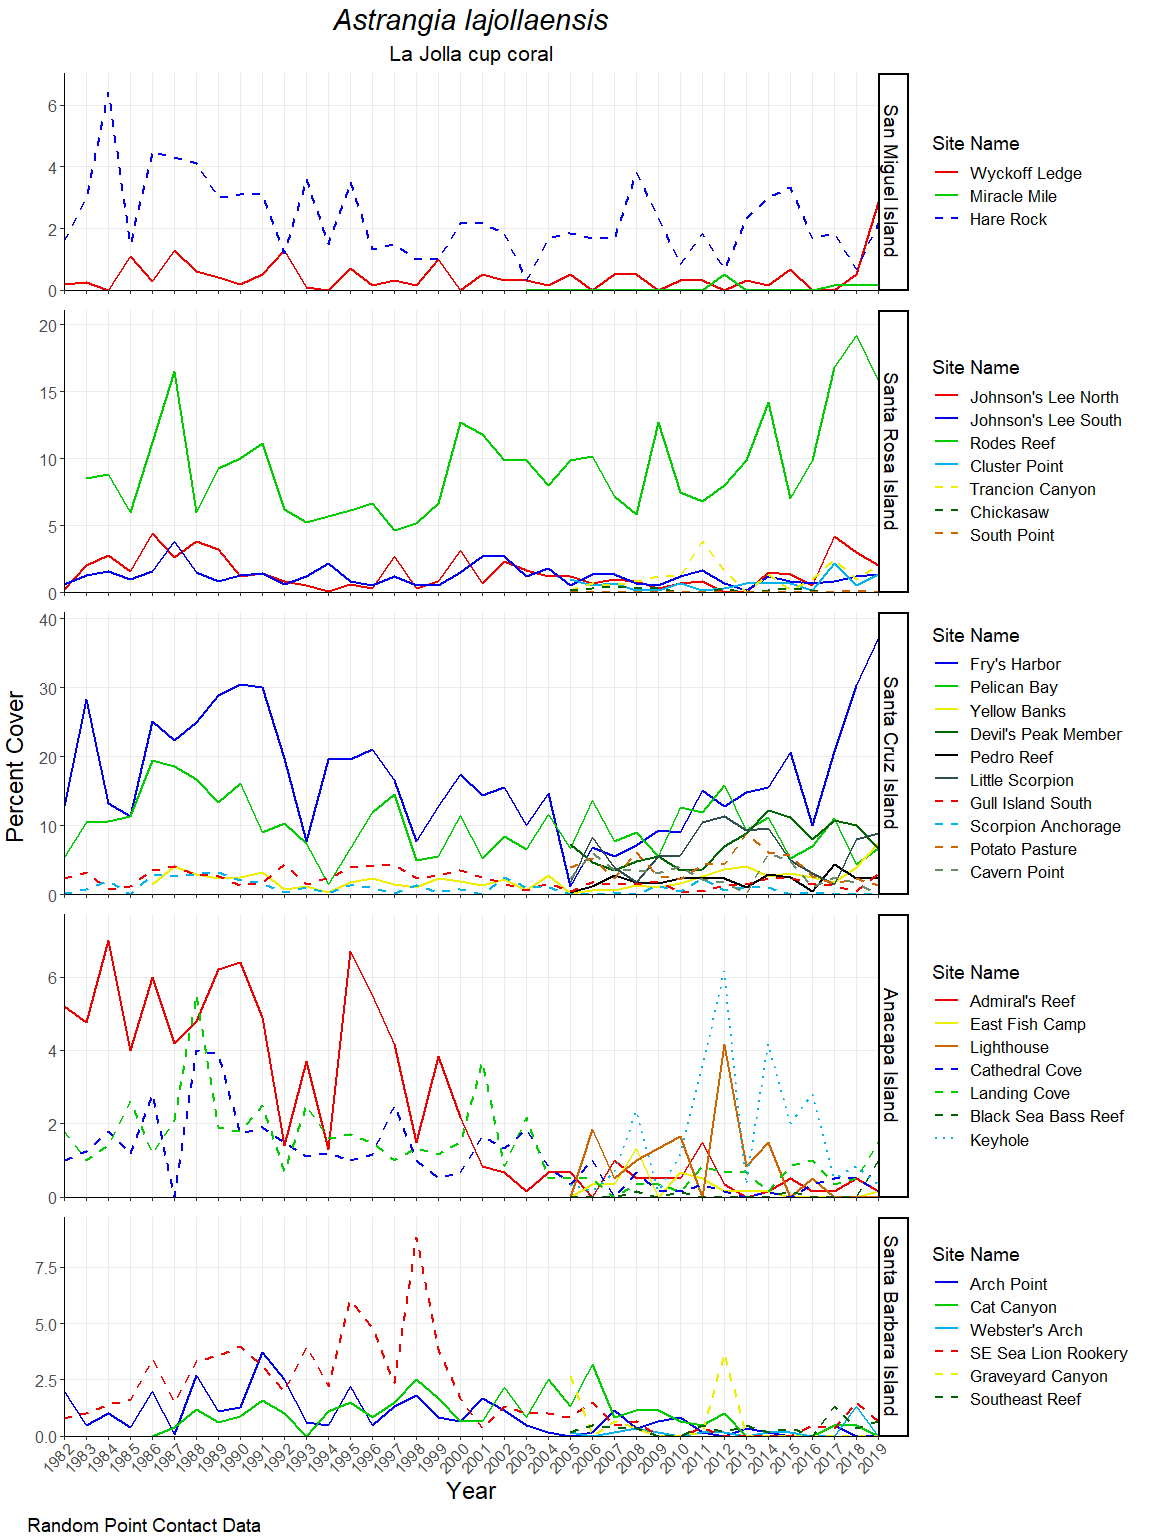 Astrangia lajollaensis
La Jolla cup coral
Percent Cover
6
4
2
0
San Miguel Island
Site Name
Wyckoff Ledge
Miracle Mile
Hare Rock
20
15
10
5
0
Santa Rosa Island
Site Name
Johnson's Lee North
Johnson's Lee South
Rodes Reef
Cluster Point
Trancion Canyon
Chickasaw
South Point
40
30
20
10
0
Santa Cruz Island
Site Name
Fry's Harbor
Pelican Bay
Yellow Banks
Devil's Peak Member
Pedro Reef
Little Scorpion
Gull Island South
Scorpion Anchorage
Potato Pasture
Cavern Point
6
4
2
0
Anacapa Island
Site Name
Admiral's Reef
East Fish Camp
Lighthouse
Cathedral Cove
Landing Cove
Black Sea Bass Reef
Keyhole
7.5
5.0
2.5
0.0
Santa Barbara Island
Site Name
Arch Point
Cat Canyon
Webster's Arch
SE Sea Lion Rookery
Graveyard Canyon
Southeast Reef
1982 1983 1984 1985 1986 1987 1988 1989 1990 1991 1992 1993 1994 1995 1996 1997 1998 1999 2000 2001 2002 2003 2004 2005 2006 2007 2008 2009 2010 2011 2012 2013 2014 2015 2016 2017 2018 2019
Year
Random Point Contact Data